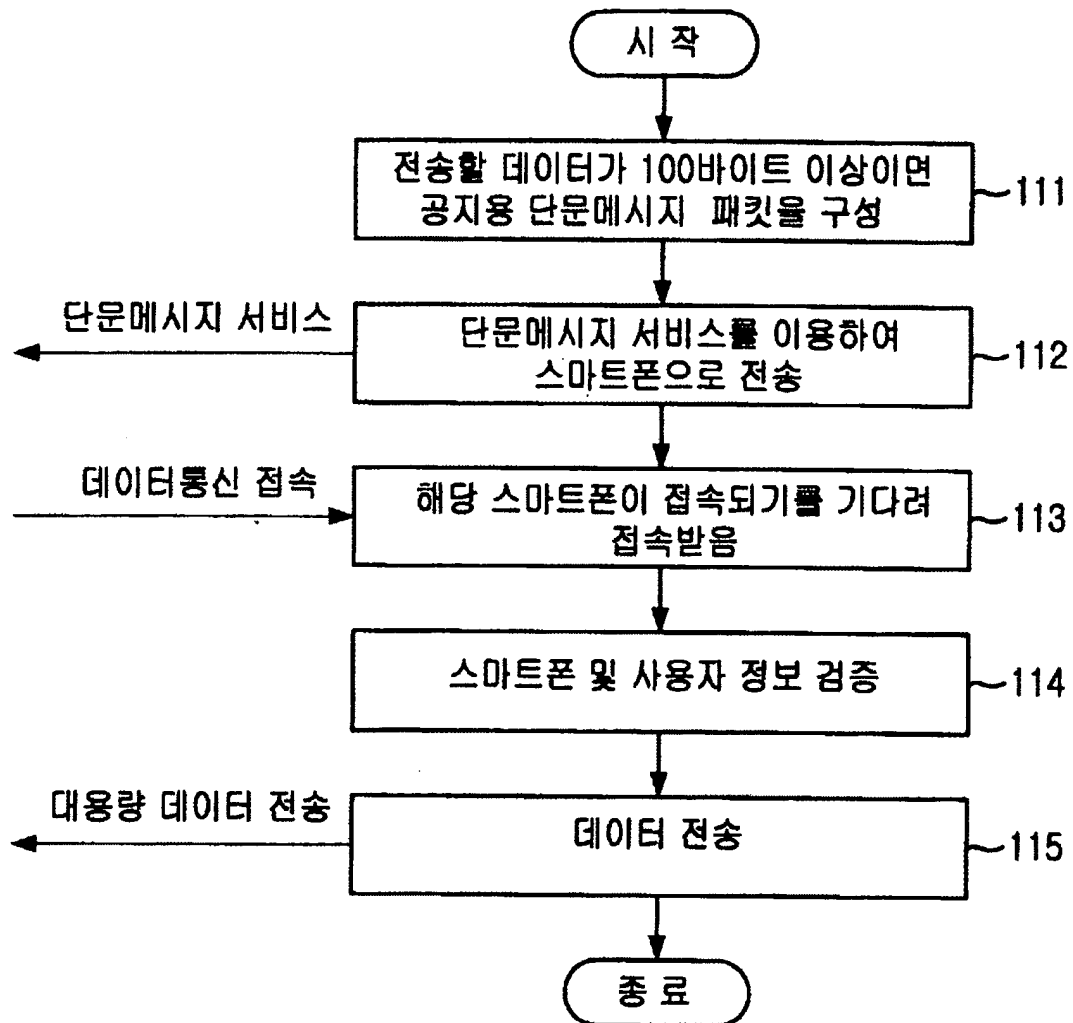 시 작
전송할 데이터가 100바이트 이상이면
공지용 단문메시지 패킷을 구성
111
단문메시지 서비스
단문메시지 서비스를 이용하여
스마트폰으로 전송
112
데이터통신 접속
해당 스마트폰이 접속되기를 기다려
접속받음
113
스마트폰 및 사용자 정보 검증
114
대용량 데이터 전송
데이터 전송
115
종 료